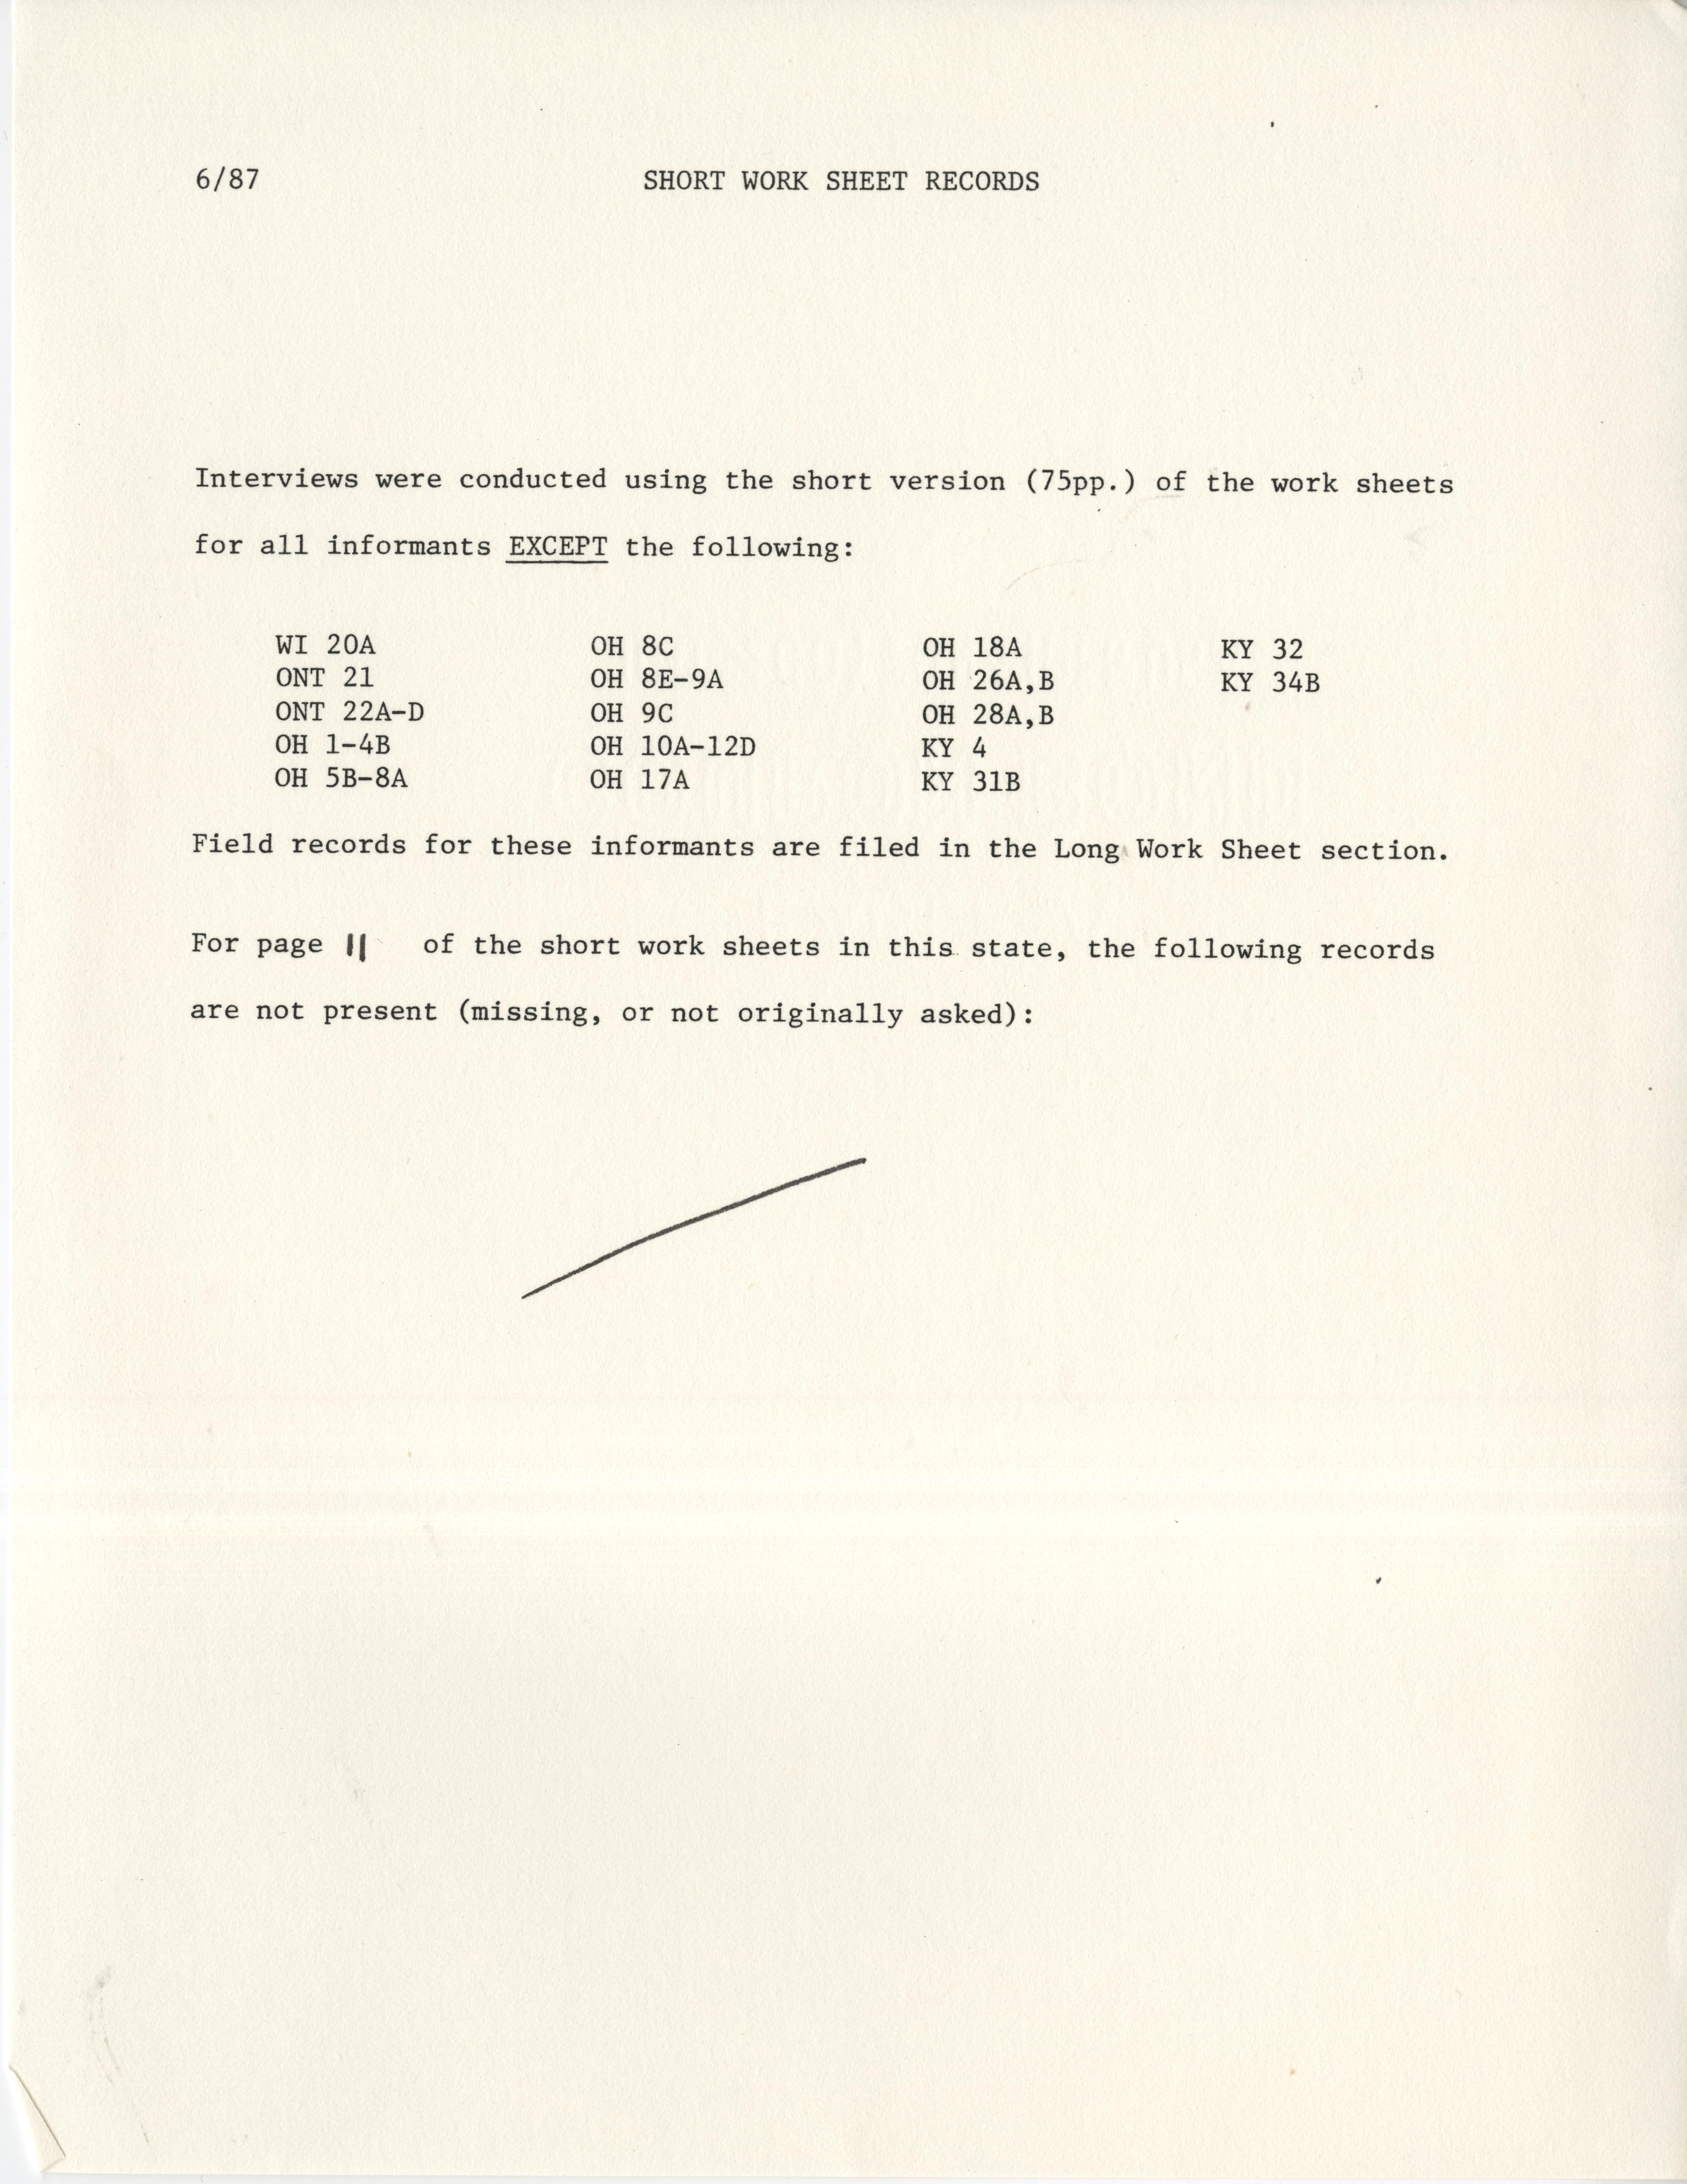 6/87 SHORT WORK SHEET RECORDS
Interviews were conducted using the short version (75pp.) of the work sheets
for all informants EXCEPT the following:
WI 20A OH 8C OH 18A KY 32
ONT 21 OH 8E-9A OH 26A,B KY 34B
ONT 22A-D OH 9C OH 28A,B
OH 1-4B OH 10A-12D KY 4
OH 5B-8A OH 17A KY 31B
Field records for these informants are filed in the Long Work Sheet section.
For page 11 of the short work sheets in this state, the following records
are not present (missing, or not originally asked):